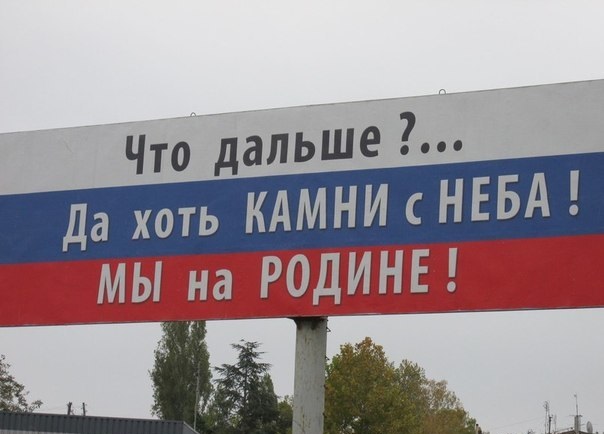 Что дальше ?...
Да хоть КАМНИ с НЕБА !
МЫ на РОДИНЕ !